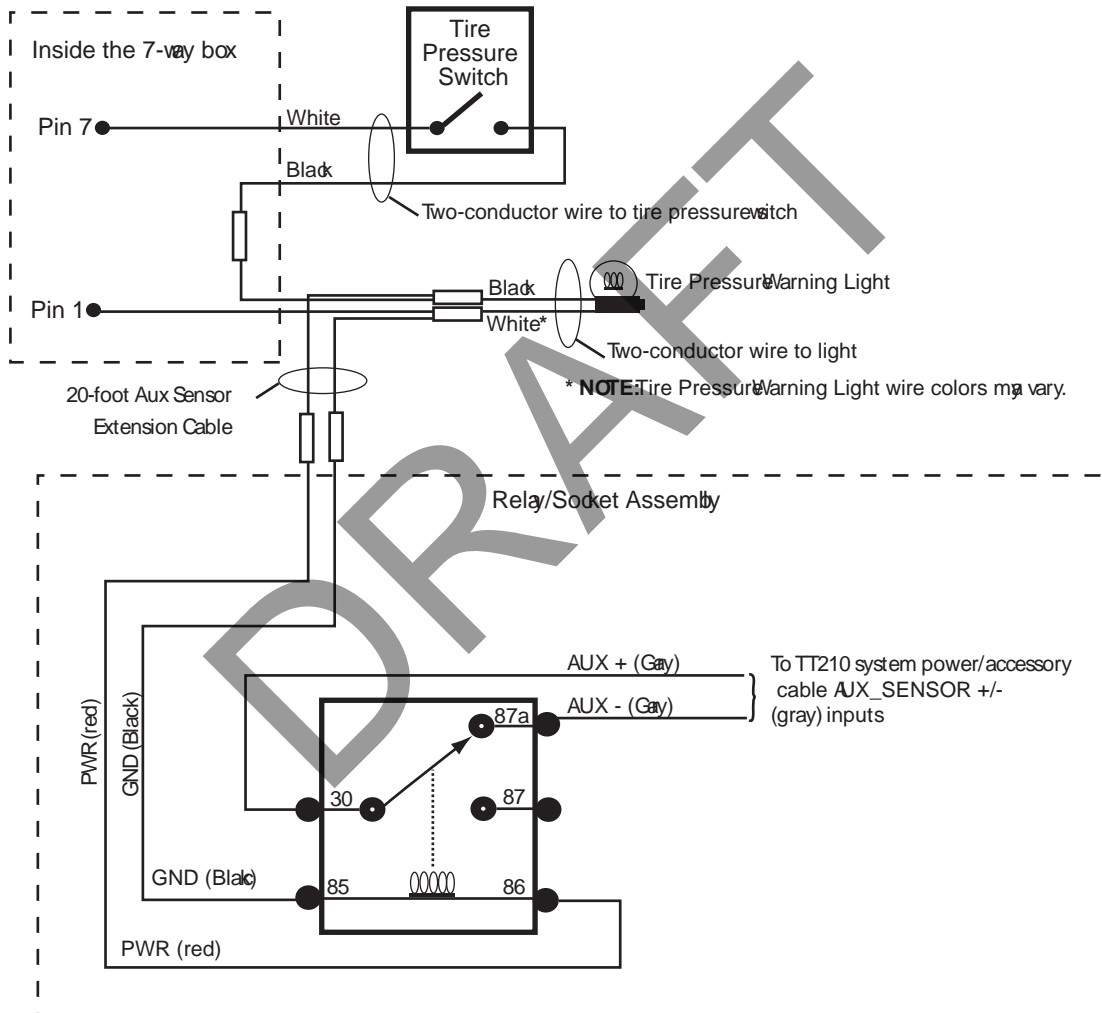 Inside the 7-way box
Tire
Pressure
Switch
Pin 7
White
Black
Two-conductor wire to tire pressure switch
Black
Tire Pressure Warning Light
Pin 1
White*
Two-conductor wire to light
* NOTE: Tire Pressure Warning Light wire colors may vary.
20-foot Aux Sensor
Extension Cable
Relay/Socket Assembly
DRAFT
AUX + (Gray)
AUX - (Gray)
To TT210 system power/accessory
cable AUX_SENSOR +/-
(gray) inputs
PWR (red)
GND (Black)
87a
30
87
GND (Black)
85
86
PWR (red)